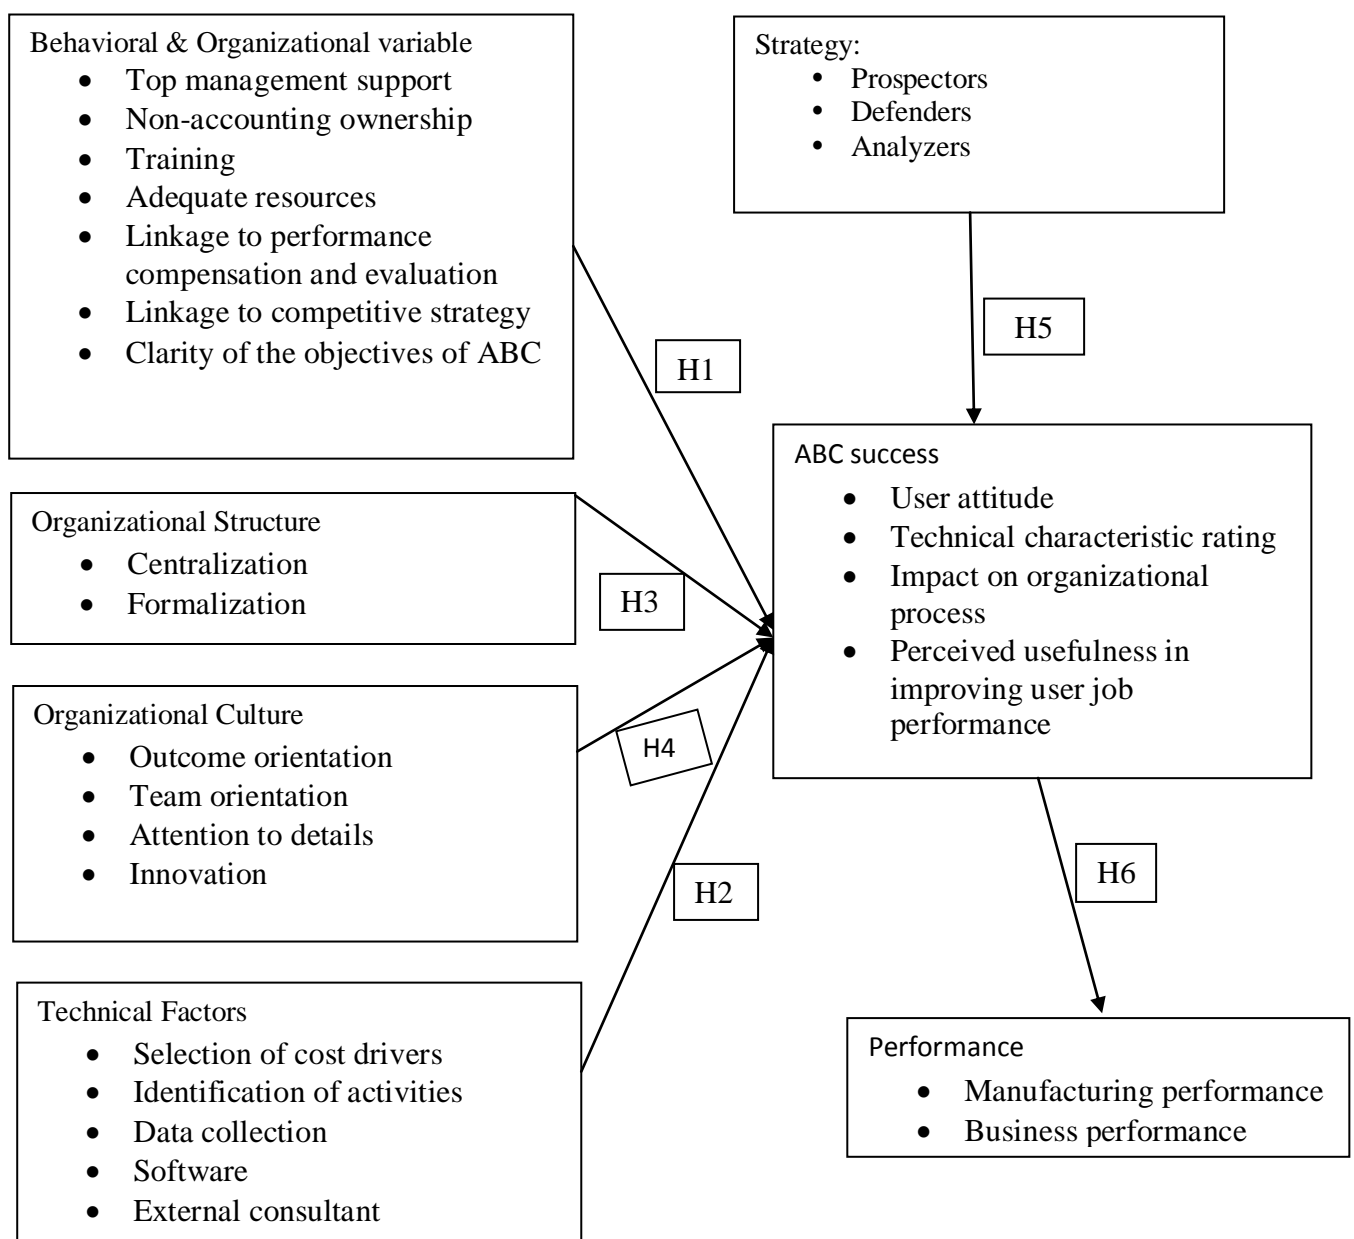 Behavioral & Organizational variable
• Top management support
• Non-accounting ownership
• Training
• Adequate resources
• Linkage to performance
compensation and evaluation
• Linkage to competitive strategy
• Clarity of the objectives of ABC
Strategy:
• Prospectors
• Defenders
• Analyzers
H5
H1
ABC success
• User attitude
• Technical characteristic rating
• Impact on organizational
process
• Perceived usefulness in
improving user job
performance
Organizational Structure
• Centralization
• Formalization
H3
Organizational Culture
• Outcome orientation
• Team orientation
• Attention to details
• Innovation
H4
H2
H6
Technical Factors
• Selection of cost drivers
• Identification of activities
• Data collection
• Software
• External consultant
Performance
• Manufacturing performance
• Business performance